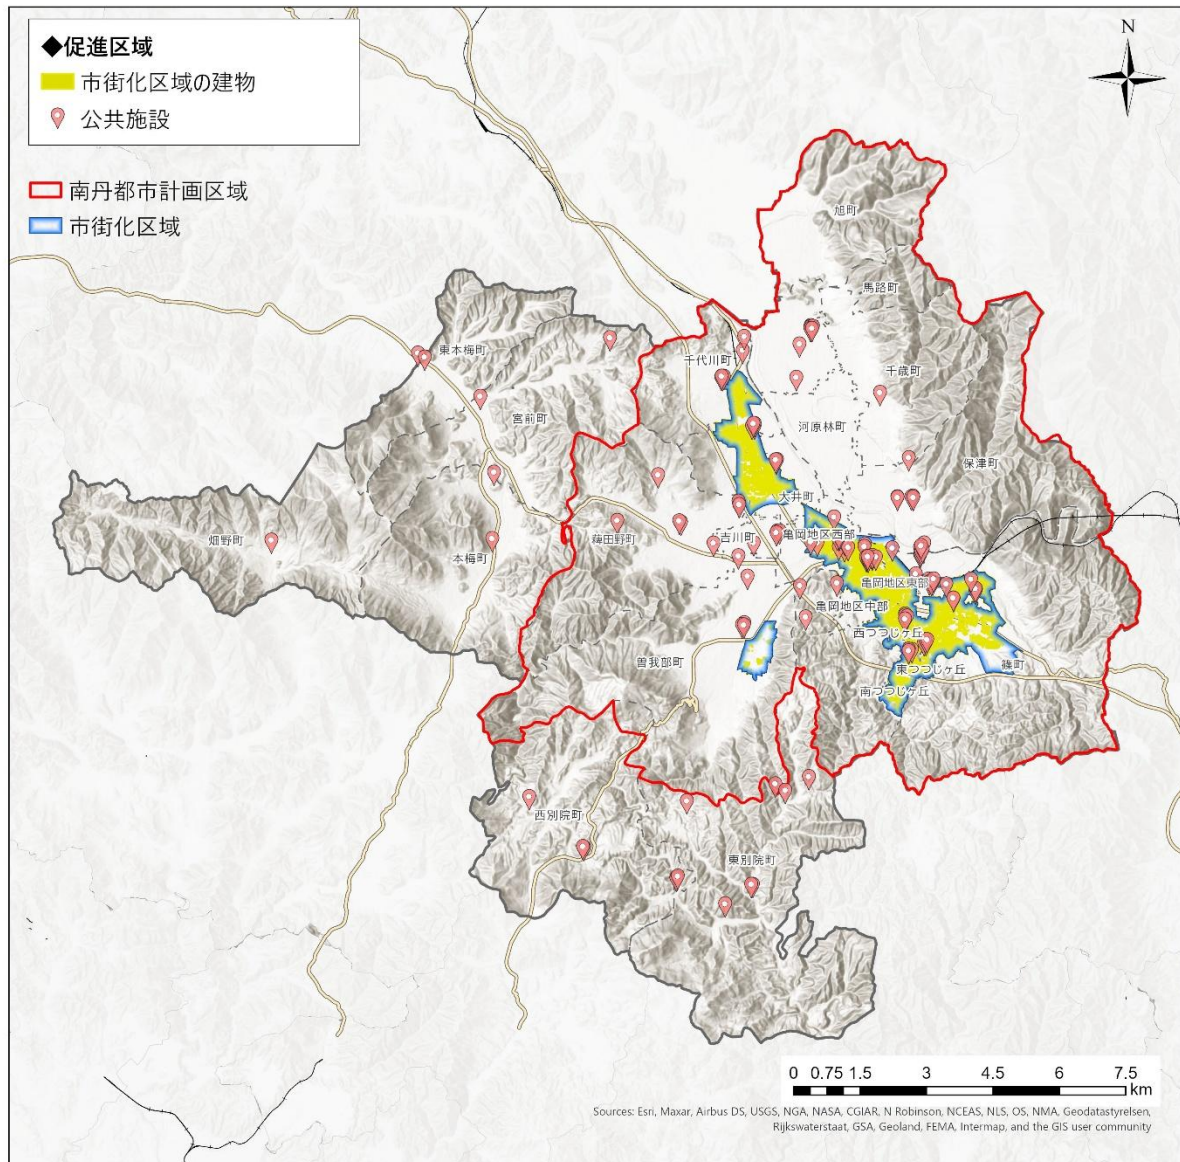 ◆促進区域
市街化区域の建物
公共施設
南丹都市計画区域
市街化区域
N
旭町
馬路町
千歳町
東本梅町
千代川町
宮前町
河原林町
保津町
大井町
畑野町
本梅町
薭田野町
吉川町
亀岡地区西部
亀岡地区東部
亀岡地区中部
西つつじヶ丘
曽我部町
東つつじヶ丘
篠町
南つつじヶ丘
西別院町
東別院町
0 0.75 1.5 3 4.5 6 7.5
km
Sources: Esri, Maxar, Airbus DS, USGS, NGA, NASA, CGIAR, N Robinson, NCEAS, NLS, OS, NMA, Geodatastyrelsen,
Rijkswaterstaat, GSA, Geoland, FEMA, Intermap, and the GIS user community